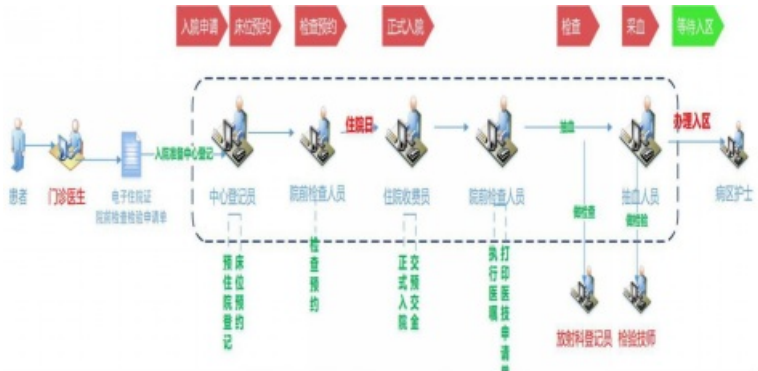 入院申请
床位预约
检查预约
正式入院
检查
采血
等待入区
入院准备中心登记
住院日
抽血
办理入区
患者
门诊医生
电子住院证
院前检查检验申请单
中心登记员
院前检查人员
住院收费员
院前检查人员
抽血人员
病区护士
做检查
做检验
预住院登记
床位预约
检查预约
正式入院
交预交金
执行医嘱
打印医技申请单
放射科登记员
检验技师